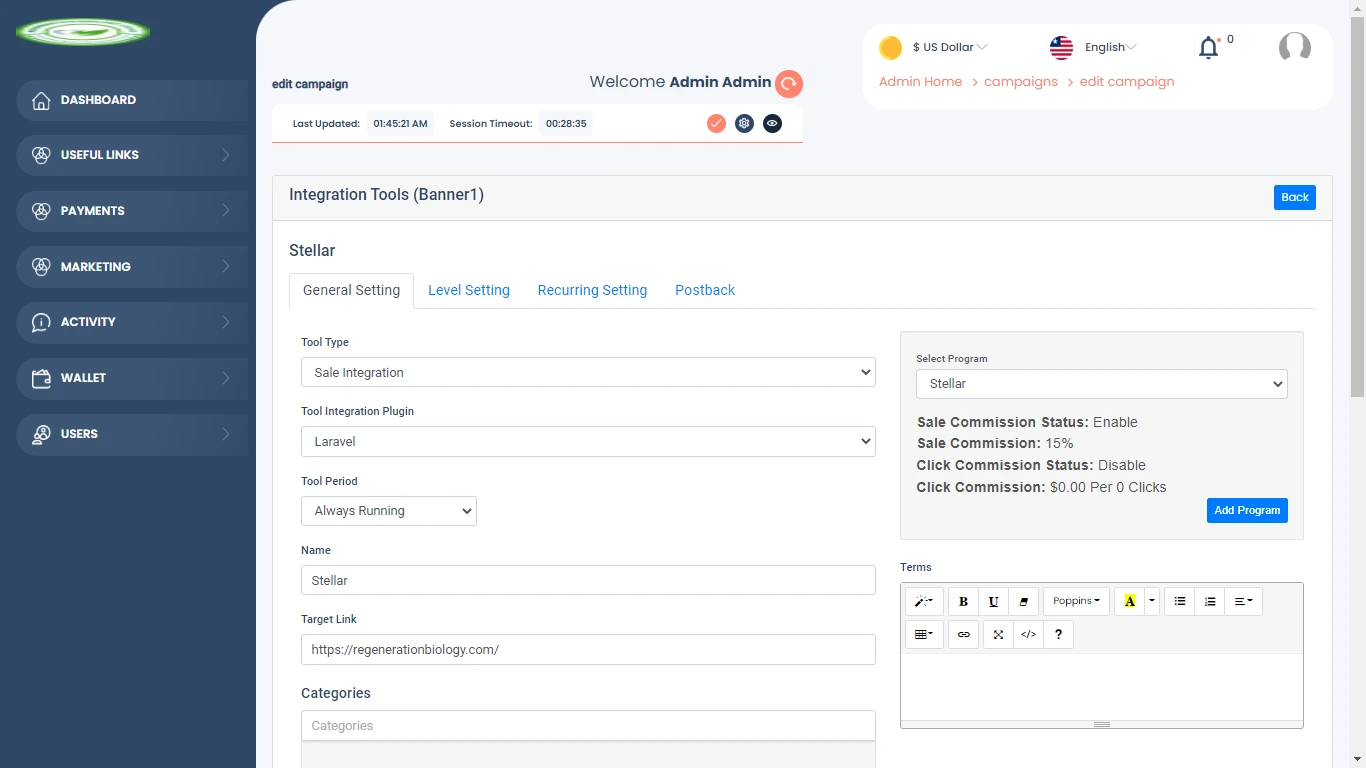 DASHBOARD
USEFUL LINKS
PAYMENTS
MARKETING
ACTIVITY
WALLET
USERS
edit campaign
Welcome Admin Admin
Last Updated: 01:45:21 AM Session Timeout: 00:28:35
$ US Dollar English 0
Admin Home > campaigns > edit campaign
Integration Tools (Banner1)
Back
Stellar
General Setting Level Setting Recurring Setting Postback
Tool Type
Sale Integration
Tool Integration Plugin
Laravel
Tool Period
Always Running
Name
Stellar
Target Link
https://regenerationbiology.com/
Categories
Categories
Select Program
Stellar
Sale Commission Status: Enable
Sale Commission: 15%
Click Commission Status: Disable
Click Commission: $0.00 Per 0 Clicks
Add Program
Terms
B U Poppins A
</> ?